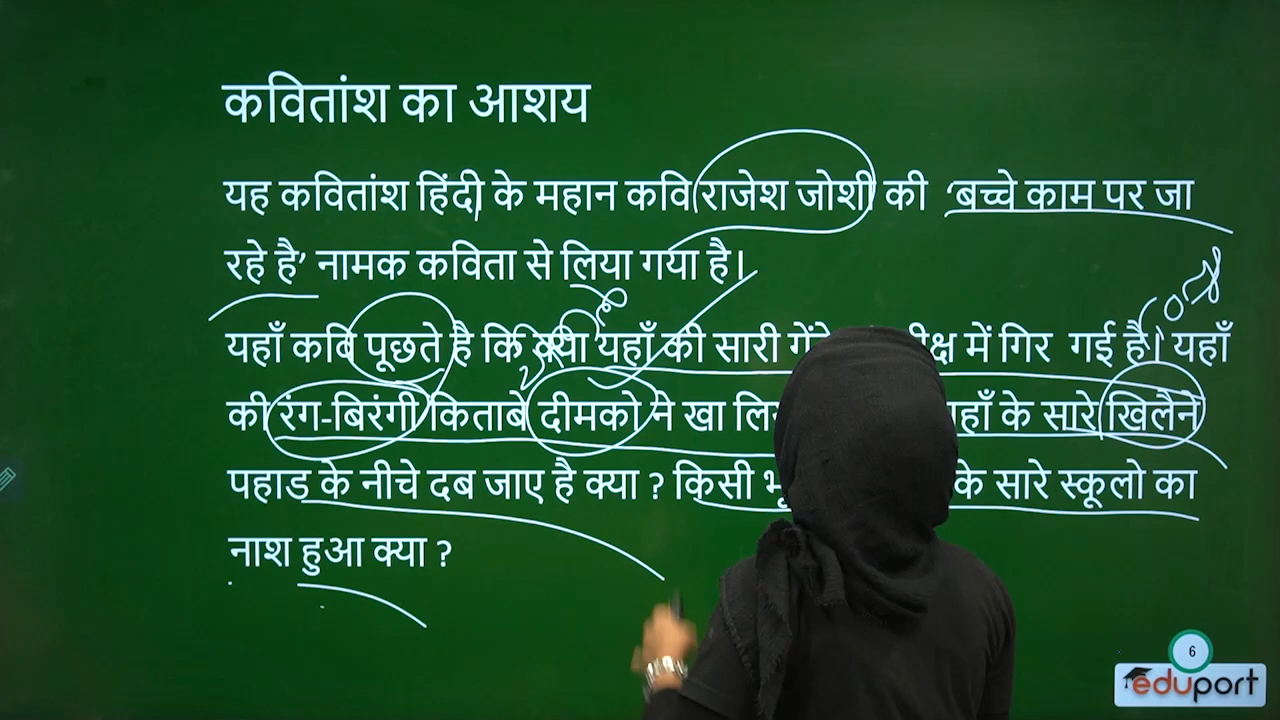 कवितांश का आशय
यह कवितांश हिंदी के महान कवि राजेश जोशी की 'बच्चे काम पर जा
रहे है' नामक कविता से लिया गया है।
यहाँ कवि पूछते है कि क्या यहाँ की सारी में गिर गई है। यहाँ
की रंग-बिरंगी किताबे दीमको ने खा के सारे खिलैने
पहाड के नीचे दब जाए है क्या ? किसी के सारे स्कूलो का
नाश हुआ क्या ?
6
eduport